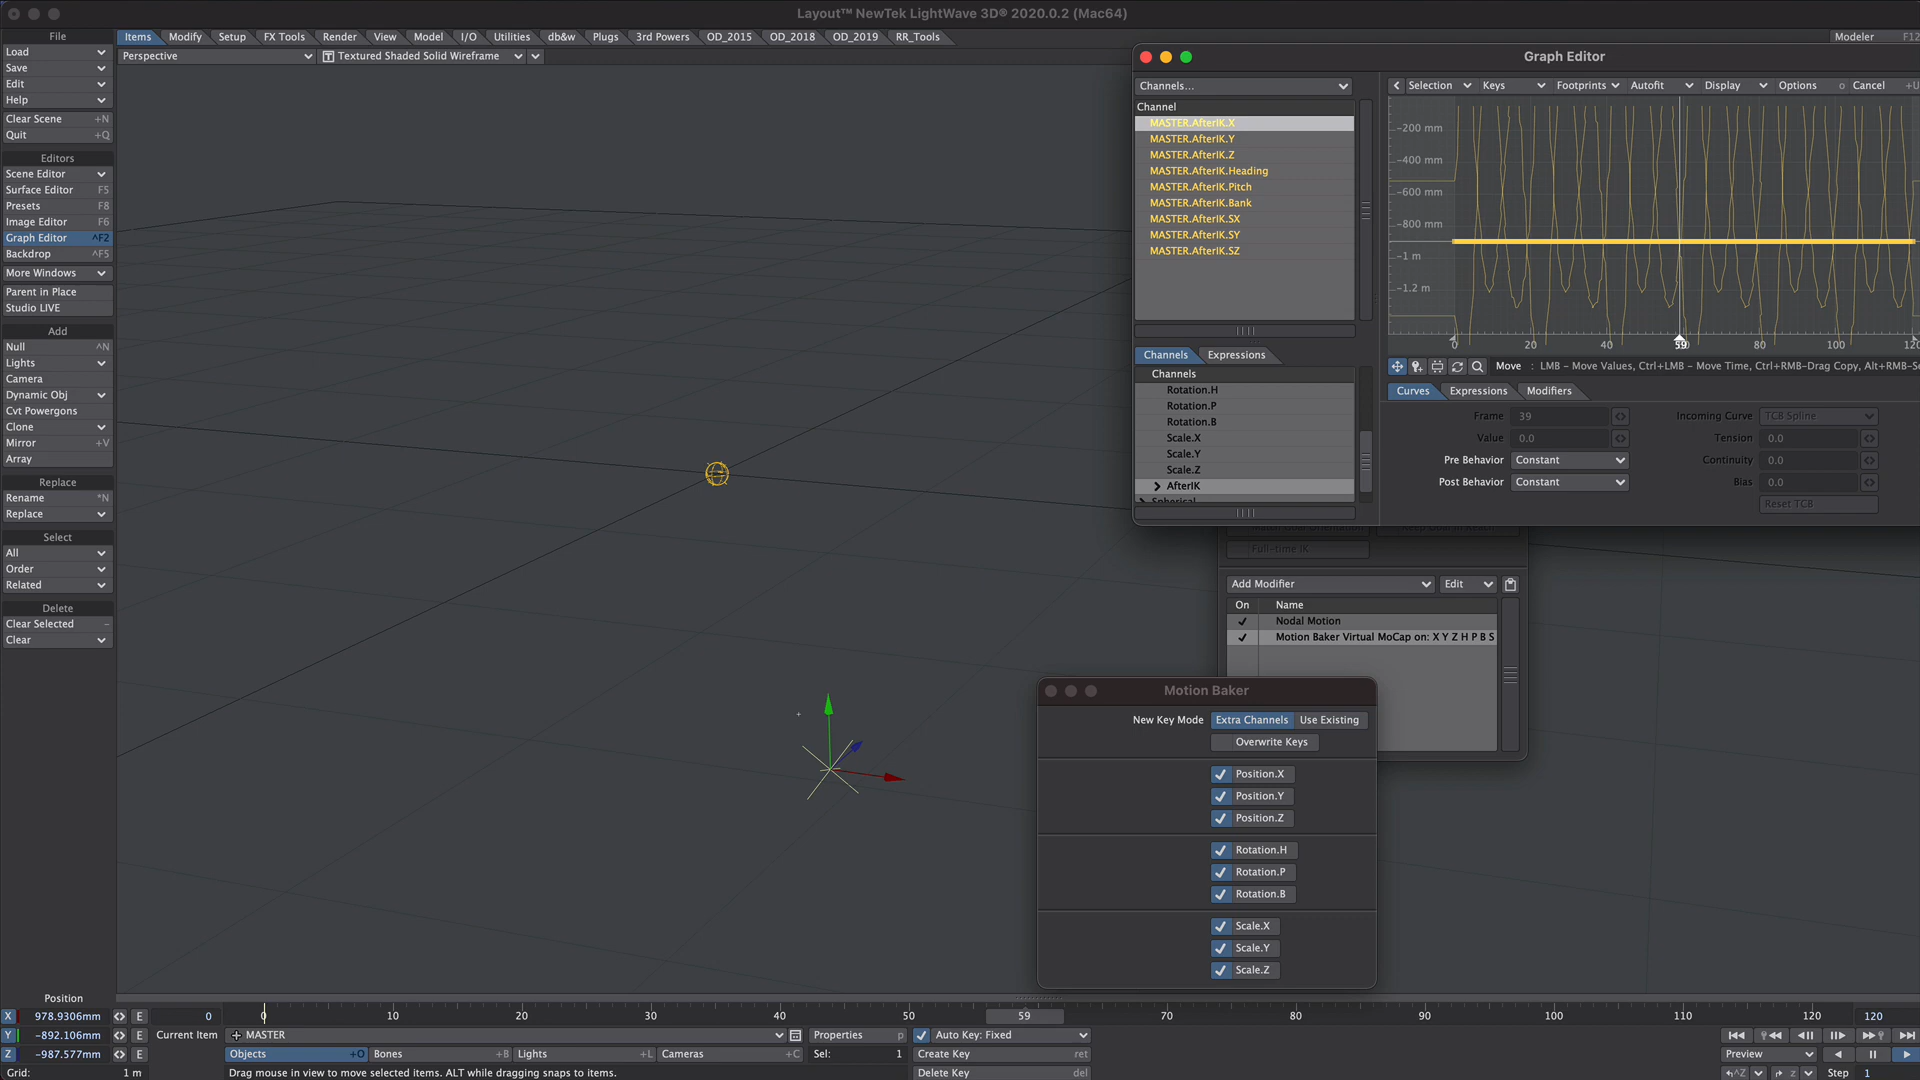 Layout™ NewTek LightWave 3D® 2020.0.2 (Mac64)
File
Items Modify Setup FX Tools Render View Model I/O Utilities db&w Plugs 3rd Powers OD_2015 OD_2018 OD_2019 RR_Tools
Modeler F12
Load
Save
Edit
Help
Clear Scene +N
Quit +Q
Editors
Scene Editor
Surface Editor F5
Presets F8
Image Editor F6
Graph Editor ^F2
Backdrop ^F5
More Windows
Parent in Place
Studio LIVE
Add
Null ^N
Lights
Camera
Dynamic Obj
Cvt Powergons
Clone
Mirror +V
Array
Replace
Rename *N
Replace
Select
All
Order
Related
Delete
Clear Selected –
Clear
Perspective
Textured Shaded Solid Wireframe
Graph Editor
Channels...
Channel
MASTER.AfterIK.X
MASTER.AfterIK.Y
MASTER.AfterIK.Z
MASTER.AfterIK.Heading
MASTER.AfterIK.Pitch
MASTER.AfterIK.Bank
MASTER.AfterIK.SX
MASTER.AfterIK.SY
MASTER.AfterIK.SZ
Channels Expressions
Channels
Rotation.H
Rotation.P
Rotation.B
Scale.X
Scale.Y
Scale.Z
AfterIK
Spherical
Selection Keys Footprints Autofit Display Options o Cancel +U
-200 mm
-400 mm
-600 mm
-800 mm
-1 m
-1.2 m
0 20 40 59 80 100 120
Move : LMB - Move Values, Ctrl+LMB - Move Time, Ctrl+RMB-Drag Copy, Alt+RMB-Sc
Curves Expressions Modifiers
Frame 39 Incoming Curve TCB Spline
Value 0.0 Tension 0.0
Pre Behavior Constant Continuity 0.0
Post Behavior Constant Bias 0.0
Reset TCB
Full-time IK
Add Modifier Edit
On Name
Nodal Motion
Motion Baker Virtual MoCap on: X Y Z H P B S
Motion Baker
New Key Mode Extra Channels Use Existing
Overwrite Keys
Position.X
Position.Y
Position.Z
Rotation.H
Rotation.P
Rotation.B
Scale.X
Scale.Y
Scale.Z
Position
X 978.9306mm E
Y -892.106mm E
Z -987.577mm E
Grid: 1 m
0 0 10 20 30 40 50 59 70 80 90 100 110 120 120
Current Item MASTER Properties p Auto Key: Fixed
Objects +O Bones +B Lights +L Cameras +C Sel: 1 Create Key ret
Drag mouse in view to move selected items. ALT while dragging snaps to items.
Delete Key del
Preview
^Z z Step 1